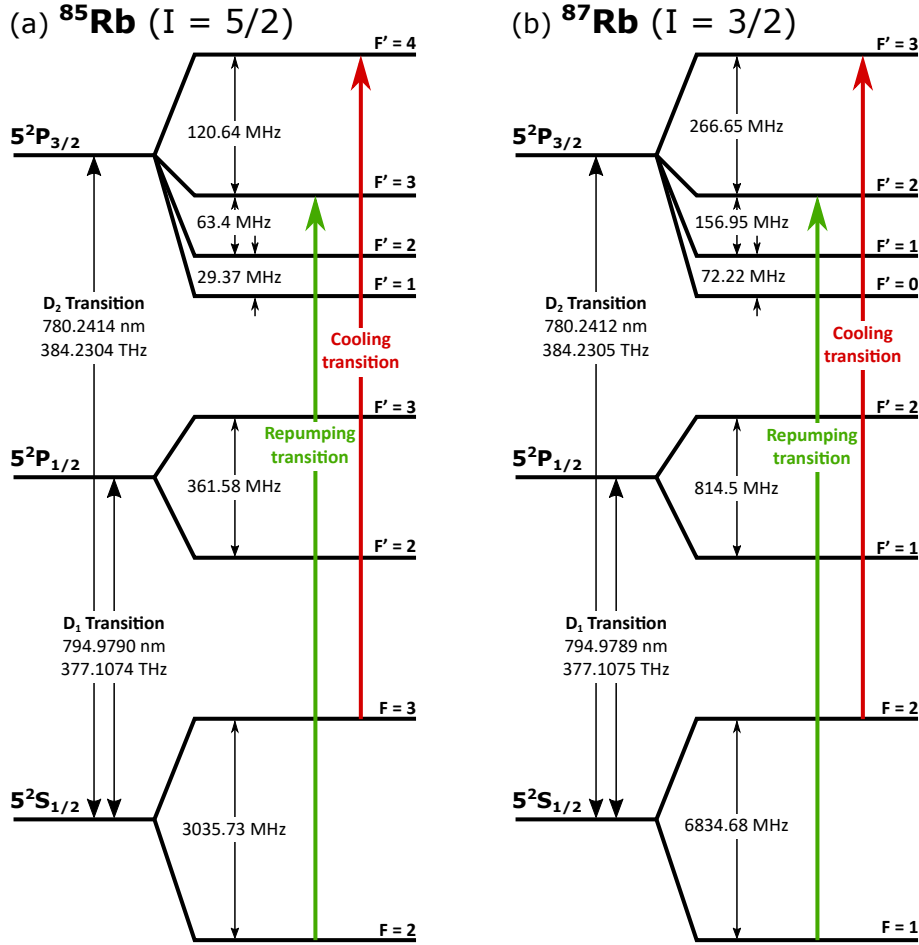 (a) ⁸⁵Rb (I = 5/2)
F' = 4
120.64 MHz
5²P₃/₂
F' = 3
63.4 MHz
F' = 2
29.37 MHz
F' = 1
D₂ Transition
780.2414 nm
384.2304 THz
Cooling
transition
F' = 3
Repumping
transition
5²P₁/₂
361.58 MHz
F' = 2
D₁ Transition
794.9790 nm
377.1074 THz
F = 3
5²S₁/₂
3035.73 MHz
F = 2
(b) ⁸⁷Rb (I = 3/2)
F' = 3
266.65 MHz
5²P₃/₂
F' = 2
156.95 MHz
F' = 1
72.22 MHz
F' = 0
D₂ Transition
780.2412 nm
384.2305 THz
Cooling
transition
F' = 2
Repumping
transition
5²P₁/₂
814.5 MHz
F' = 1
D₁ Transition
794.9789 nm
377.1075 THz
F = 2
5²S₁/₂
6834.68 MHz
F = 1